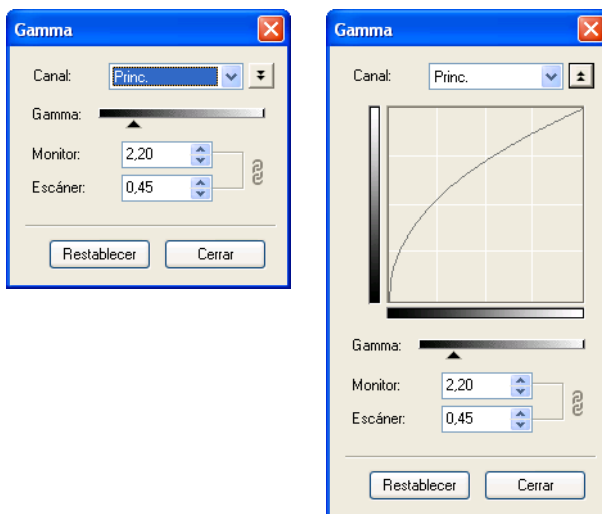 Gamma
Canal: Princ.
Gamma:
Monitor: 2,20
Escáner: 0,45
Restablecer Cerrar
Gamma
Canal: Princ.
Gamma:
Monitor: 2,20
Escáner: 0,45
Restablecer Cerrar